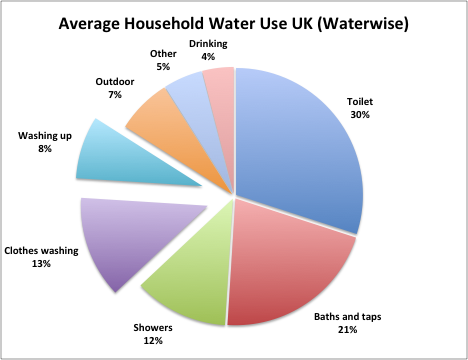 Average Household Water Use UK (Waterwise)
Drinking
4%
Other
5%
Outdoor
7%
Washing up
8%
Clothes washing
13%
Showers
12%
Baths and taps
21%
Toilet
30%